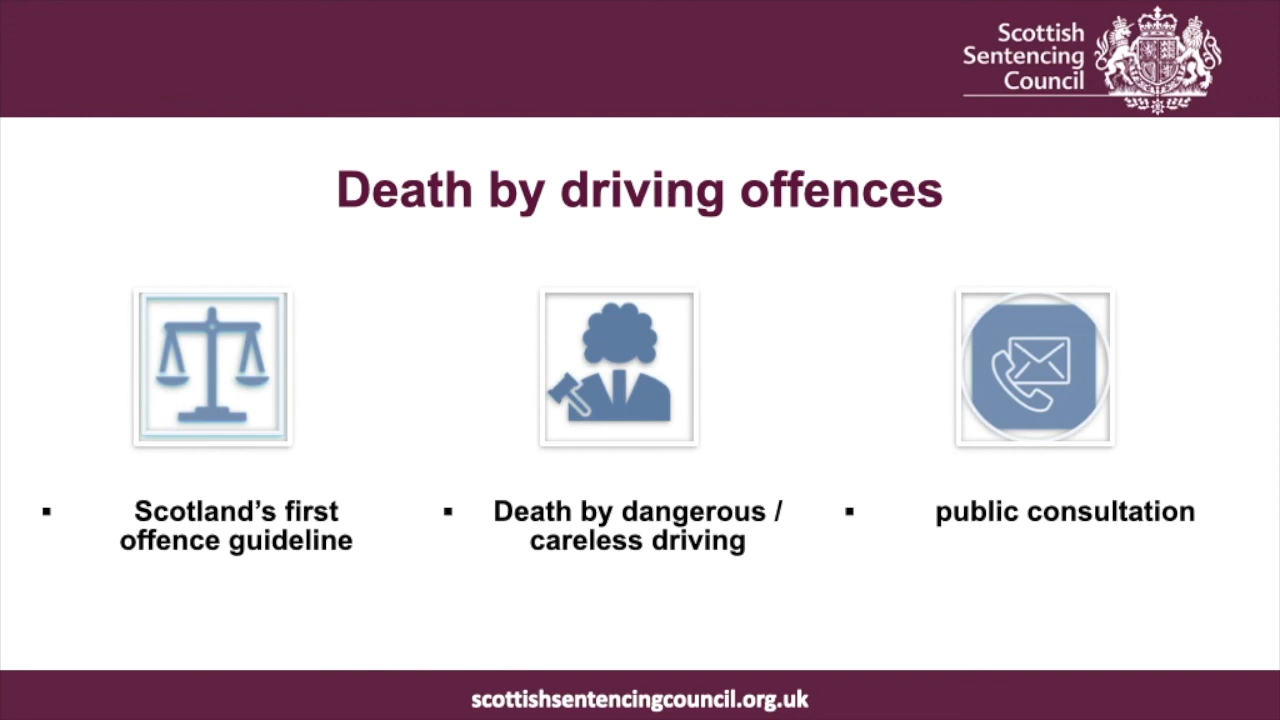 Scottish
Sentencing
Council
Death by driving offences
▪ Scotland’s first
offence guideline
▪ Death by dangerous /
careless driving
▪ public consultation
scottishsentencingcouncil.org.uk